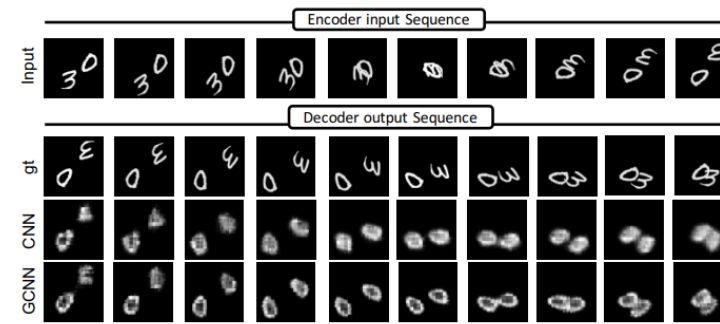 Encoder input Sequence
Input
Decoder output Sequence
gt
CNN
GCNN